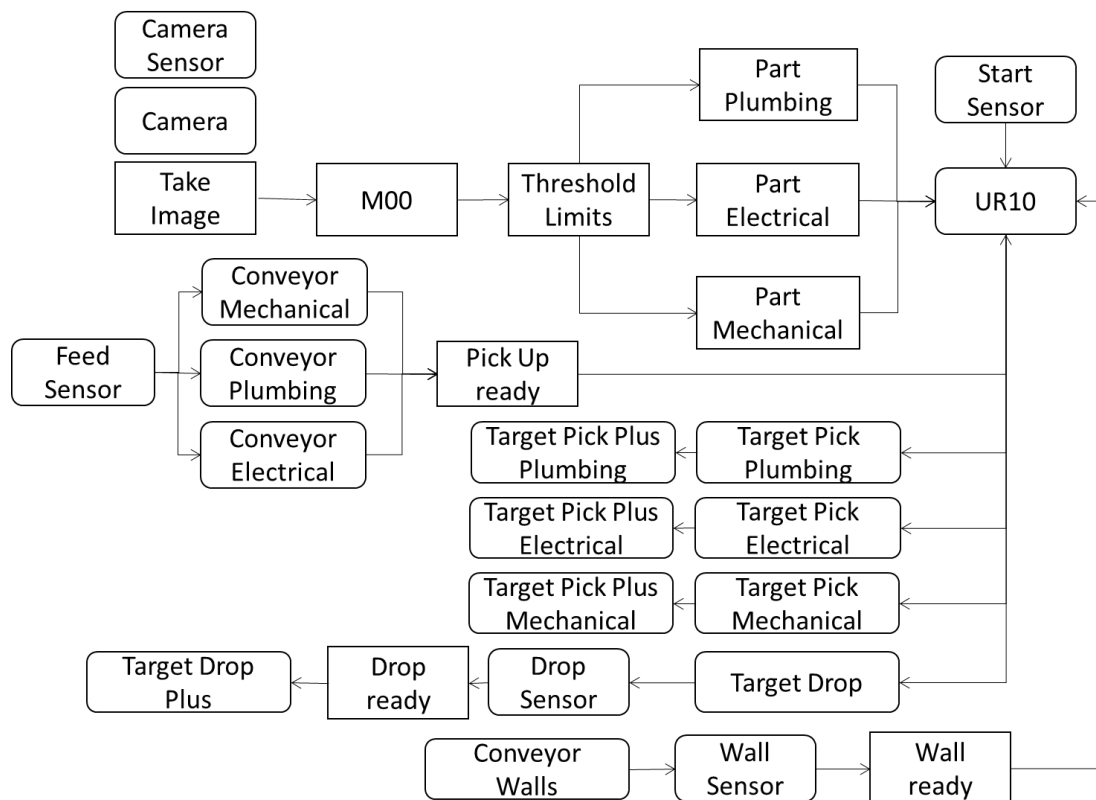 Camera
Sensor
Camera
Take
Image
M00
Threshold
Limits
Part
Plumbing
Part
Electrical
Part
Mechanical
Start
Sensor
UR10
Feed
Sensor
Conveyor
Mechanical
Conveyor
Plumbing
Conveyor
Electrical
Pick Up
ready
Target Pick Plus
Plumbing
Target Pick
Plumbing
Target Pick Plus
Electrical
Target Pick
Electrical
Target Pick Plus
Mechanical
Target Pick
Mechanical
Target Drop
Plus
Drop
ready
Drop
Sensor
Target Drop
Conveyor
Walls
Wall
Sensor
Wall
ready